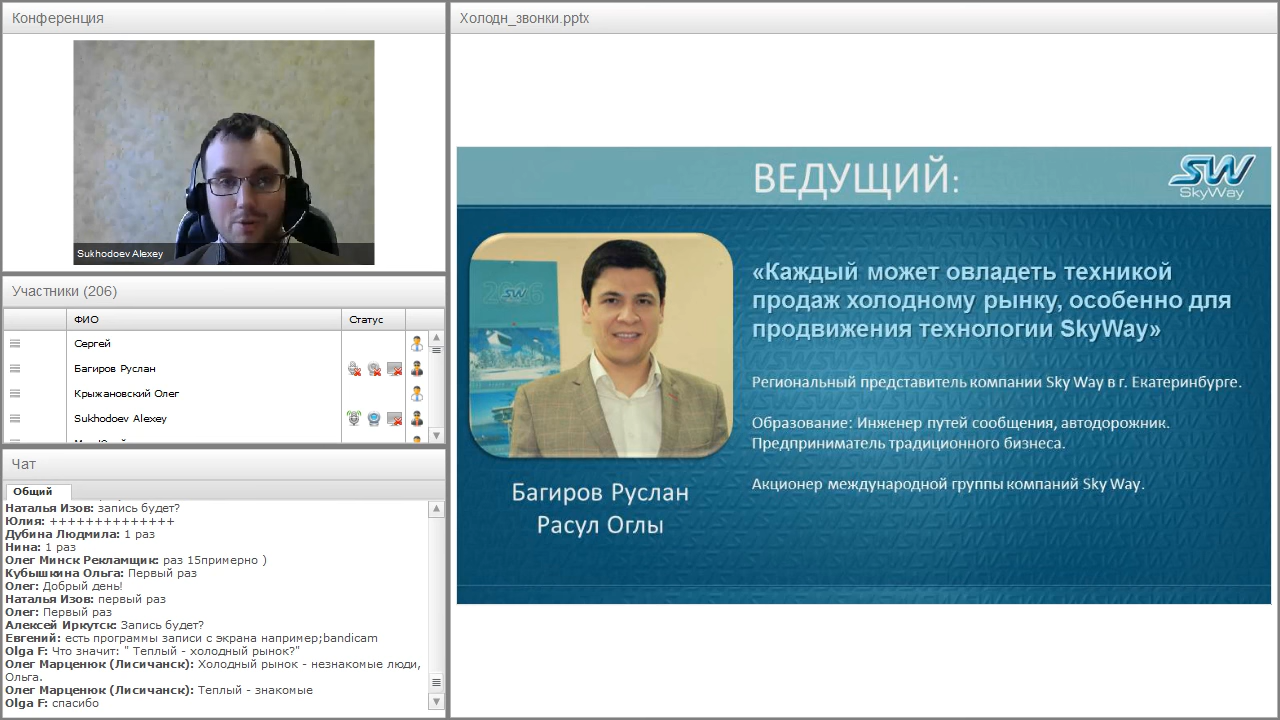 Конференция
Sukhodoev Alexey
Участники (206)
ФИО
Статус
Сергей
Багиров Руслан
Крыжановский Олег
Sukhodoev Alexey
Чат
Общий
Наталья Изов: запись будет?
Юлия: ++++++++++++++
Дубина Людмила: 1 раз
Нина: 1 раз
Олег Минск Рекламщик: раз 15примерно )
Кубышкина Ольга: Первый раз
Олег: Добрый день!
Наталья Изов: первый раз
Олег: Первый раз
Алексей Иркутск: Запись будет?
Евгений: есть программы записи с экрана например;bandicam
Olga F: Что значит: " Теплый - холодный рынок?"
Олег Марценюк (Лисичанск): Холодный рынок - незнакомые люди,
Ольга.
Олег Марценюк (Лисичанск): Теплый - знакомые
Olga F: спасибо
Холодн_звонки.pptx
ВЕДУЩИЙ:
SW
SkyWay
SW
«Каждый может овладеть техникой
продаж холодному рынку, особенно для
продвижения технологии SkyWay»
Региональный представитель компании Sky Way в г. Екатеринбурге.
Образование: Инженер путей сообщения, автодорожник.
Предприниматель традиционного бизнеса.
Акционер международной группы компаний Sky Way.
Багиров Руслан
Расул Оглы